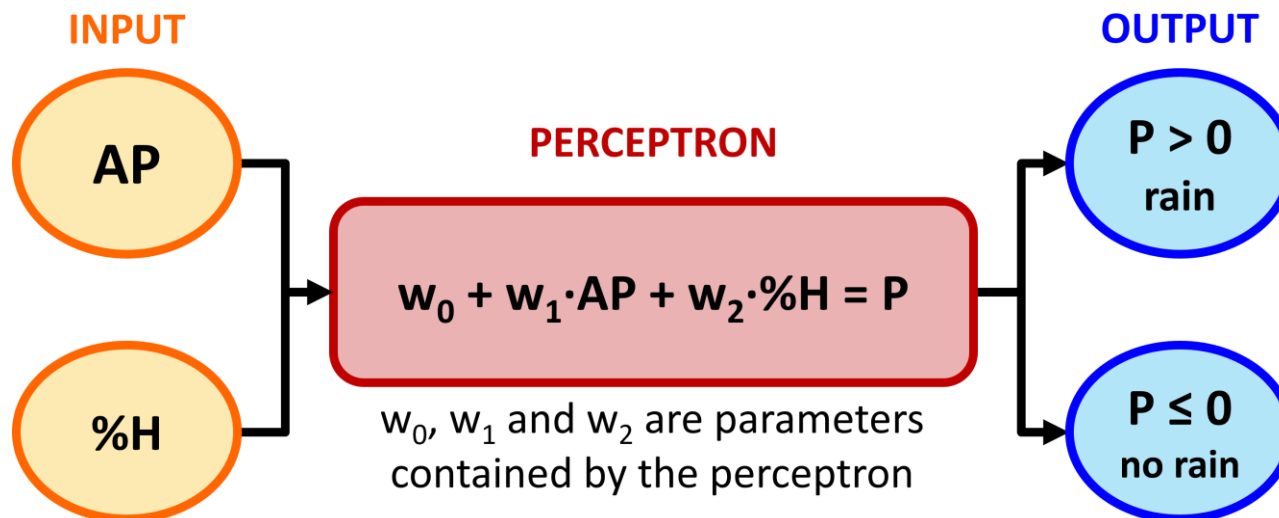 INPUT
AP
%H
PERCEPTRON
w₀ + w₁·AP + w₂·%H = P
w₀, w₁ and w₂ are parameters
contained by the perceptron
OUTPUT
P > 0
rain
P ≤ 0
no rain